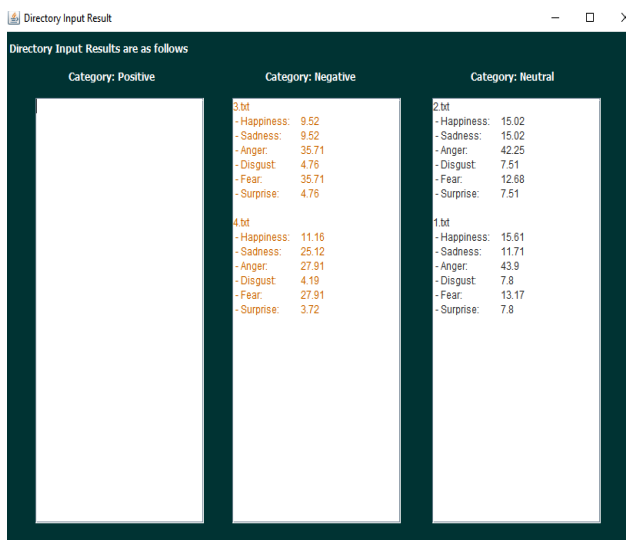 Directory Input Result
Directory Input Results are as follows
Category: Positive
Category: Negative
3.txt
- Happiness: 9.52
- Sadness: 9.52
- Anger: 35.71
- Disgust: 4.76
- Fear: 35.71
- Surprise: 4.76
4.txt
- Happiness: 11.16
- Sadness: 25.12
- Anger: 27.91
- Disgust: 4.19
- Fear: 27.91
- Surprise: 3.72
Category: Neutral
2.txt
- Happiness: 15.02
- Sadness: 15.02
- Anger: 42.25
- Disgust: 7.51
- Fear: 12.68
- Surprise: 7.51
1.txt
- Happiness: 15.61
- Sadness: 11.71
- Anger: 43.9
- Disgust: 7.8
- Fear: 13.17
- Surprise: 7.8